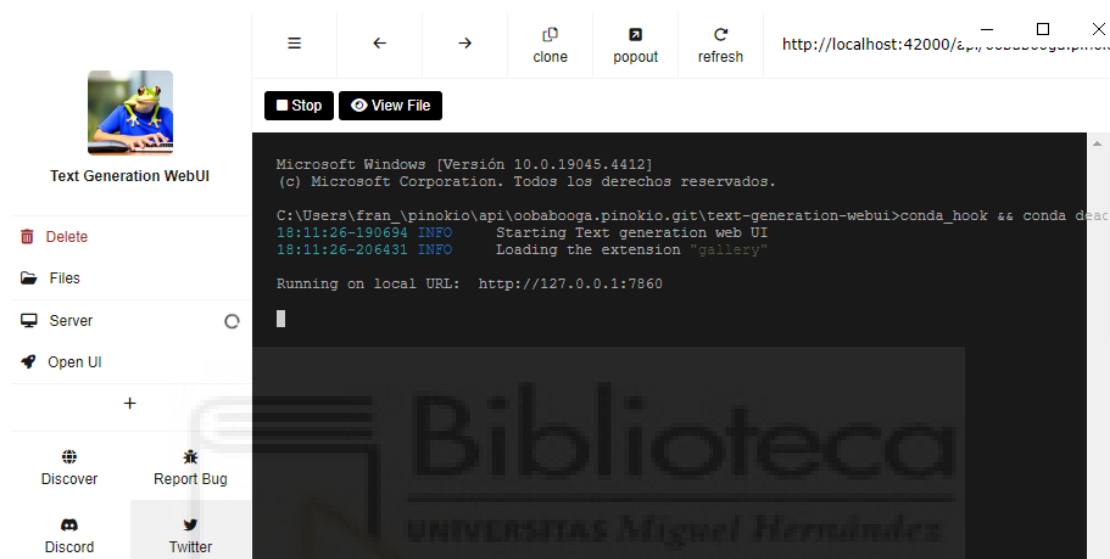 clone
popout
refresh
http://localhost:42000/api/oobabooga.pinok
Stop
View File
Text Generation WebUI
Delete
Files
Server
Open UI
+
Discover
Report Bug
Discord
Twitter
Microsoft Windows [Versión 10.0.19045.4412]
(c) Microsoft Corporation. Todos los derechos reservados.
C:\Users\fran_\pinokio\api\oobabooga.pinokio.git\text-generation-webui>conda_hook && conda deac
18:11:26-190694 INFO Starting Text generation web UI
18:11:26-206431 INFO Loading the extension "gallery"
Running on local URL: http://127.0.0.1:7860
Biblioteca
UNIVERSITAS Miguel Hernández